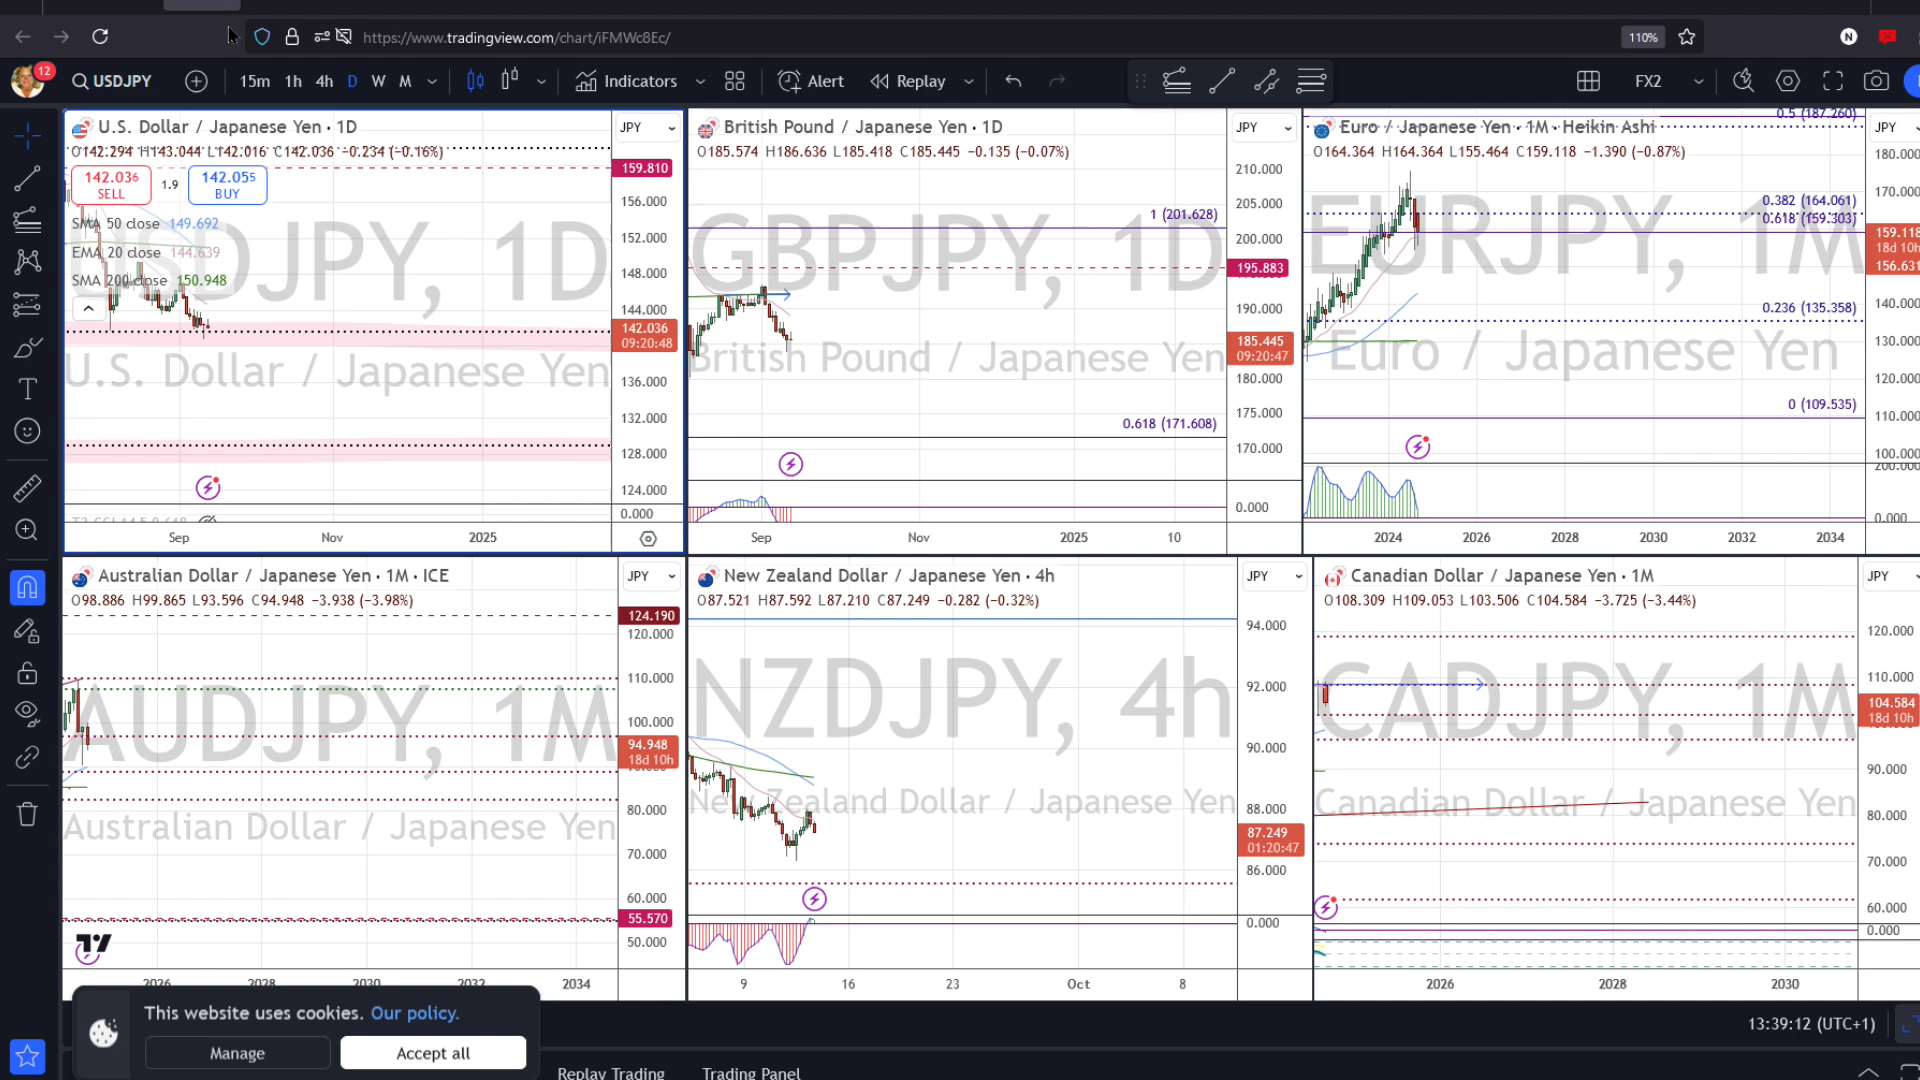 https://www.tradingview.com/chart/iFMWc8Ec/
110%
N
12
USDJPY
15m 1h 4h D W M
Indicators
Alert
Replay
FX2
U.S. Dollar / Japanese Yen · 1D
O142.294 H143.044 L142.016 C142.036 −0.234 (−0.16%)
142.036
SELL
1.9
142.055
BUY
SMA 50 close 149.692
EMA 20 close 144.639
SMA 200 close 150.948
USDJPY, 1D
U.S. Dollar / Japanese Yen
JPY
159.810
156.000
152.000
148.000
144.000
142.036
09:20:48
136.000
132.000
128.000
124.000
0.000
Sep Nov 2025
British Pound / Japanese Yen · 1D
O185.574 H186.636 L185.418 C185.445 −0.135 (−0.07%)
GBPJPY, 1D
British Pound / Japanese Yen
1 (201.628)
0.618 (171.608)
JPY
210.000
205.000
200.000
195.883
190.000
185.445
09:20:47
180.000
175.000
170.000
0.000
Sep Nov 2025 10
Euro / Japanese Yen · 1M · Heikin Ashi
O164.364 H164.364 L155.464 C159.118 −1.390 (−0.87%)
EURJPY, 1M
Euro / Japanese Yen
0.5 (187.260)
0.382 (164.061)
0.618 (159.303)
0.236 (135.358)
0 (109.535)
JPY
180.000
170.000
159.118
18d 10h
156.631
140.000
130.000
120.000
110.000
100.000
200.000
0.000
2024 2026 2028 2030 2032 2034
Australian Dollar / Japanese Yen · 1M · ICE
O98.886 H99.865 L93.596 C94.948 −3.938 (−3.98%)
AUDJPY, 1M
Australian Dollar / Japanese Yen
JPY
124.190
120.000
110.000
100.000
94.948
18d 10h
80.000
70.000
60.000
55.570
50.000
2026 2028 2030 2032 2034
New Zealand Dollar / Japanese Yen · 4h
O87.521 H87.592 L87.210 C87.249 −0.282 (−0.32%)
NZDJPY, 4h
New Zealand Dollar / Japanese Yen
JPY
94.000
92.000
90.000
88.000
87.249
01:20:47
86.000
0.000
9 16 23 Oct 8
Canadian Dollar / Japanese Yen · 1M
O108.309 H109.053 L103.506 C104.584 −3.725 (−3.44%)
CADJPY, 1M
Canadian Dollar / Japanese Yen
JPY
120.000
110.000
104.584
18d 10h
90.000
80.000
70.000
60.000
0.000
2026 2028 2030
This website uses cookies. Our policy.
Manage
Accept all
13:39:12 (UTC+1)
Replay Trading
Trading Panel